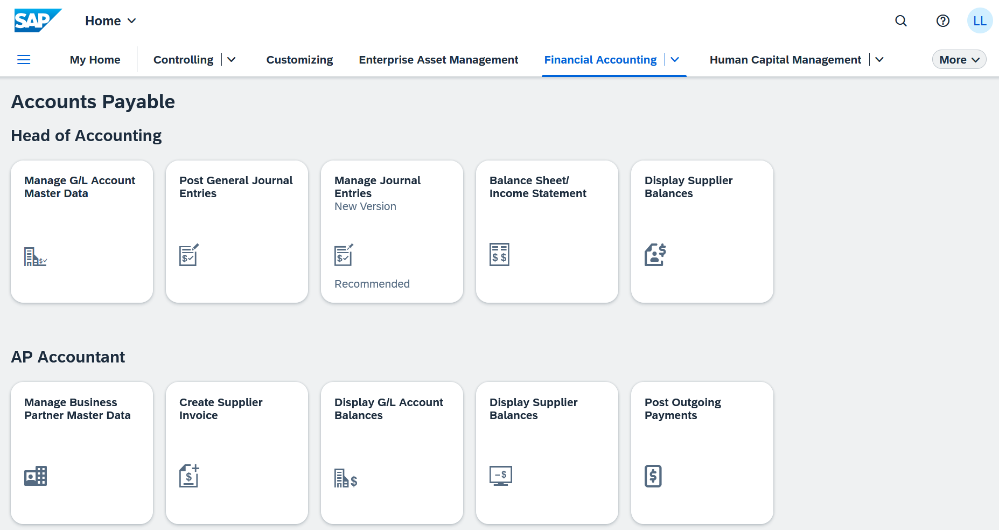 SAP
Home
LL
My Home
Controlling
Customizing
Enterprise Asset Management
Financial Accounting
Human Capital Management
More
Accounts Payable
Head of Accounting
Manage G/L Account
Master Data
Post General Journal
Entries
Manage Journal
Entries
New Version
Recommended
Balance Sheet/
Income Statement
Display Supplier
Balances
AP Accountant
Manage Business
Partner Master Data
Create Supplier
Invoice
Display G/L Account
Balances
Display Supplier
Balances
Post Outgoing
Payments